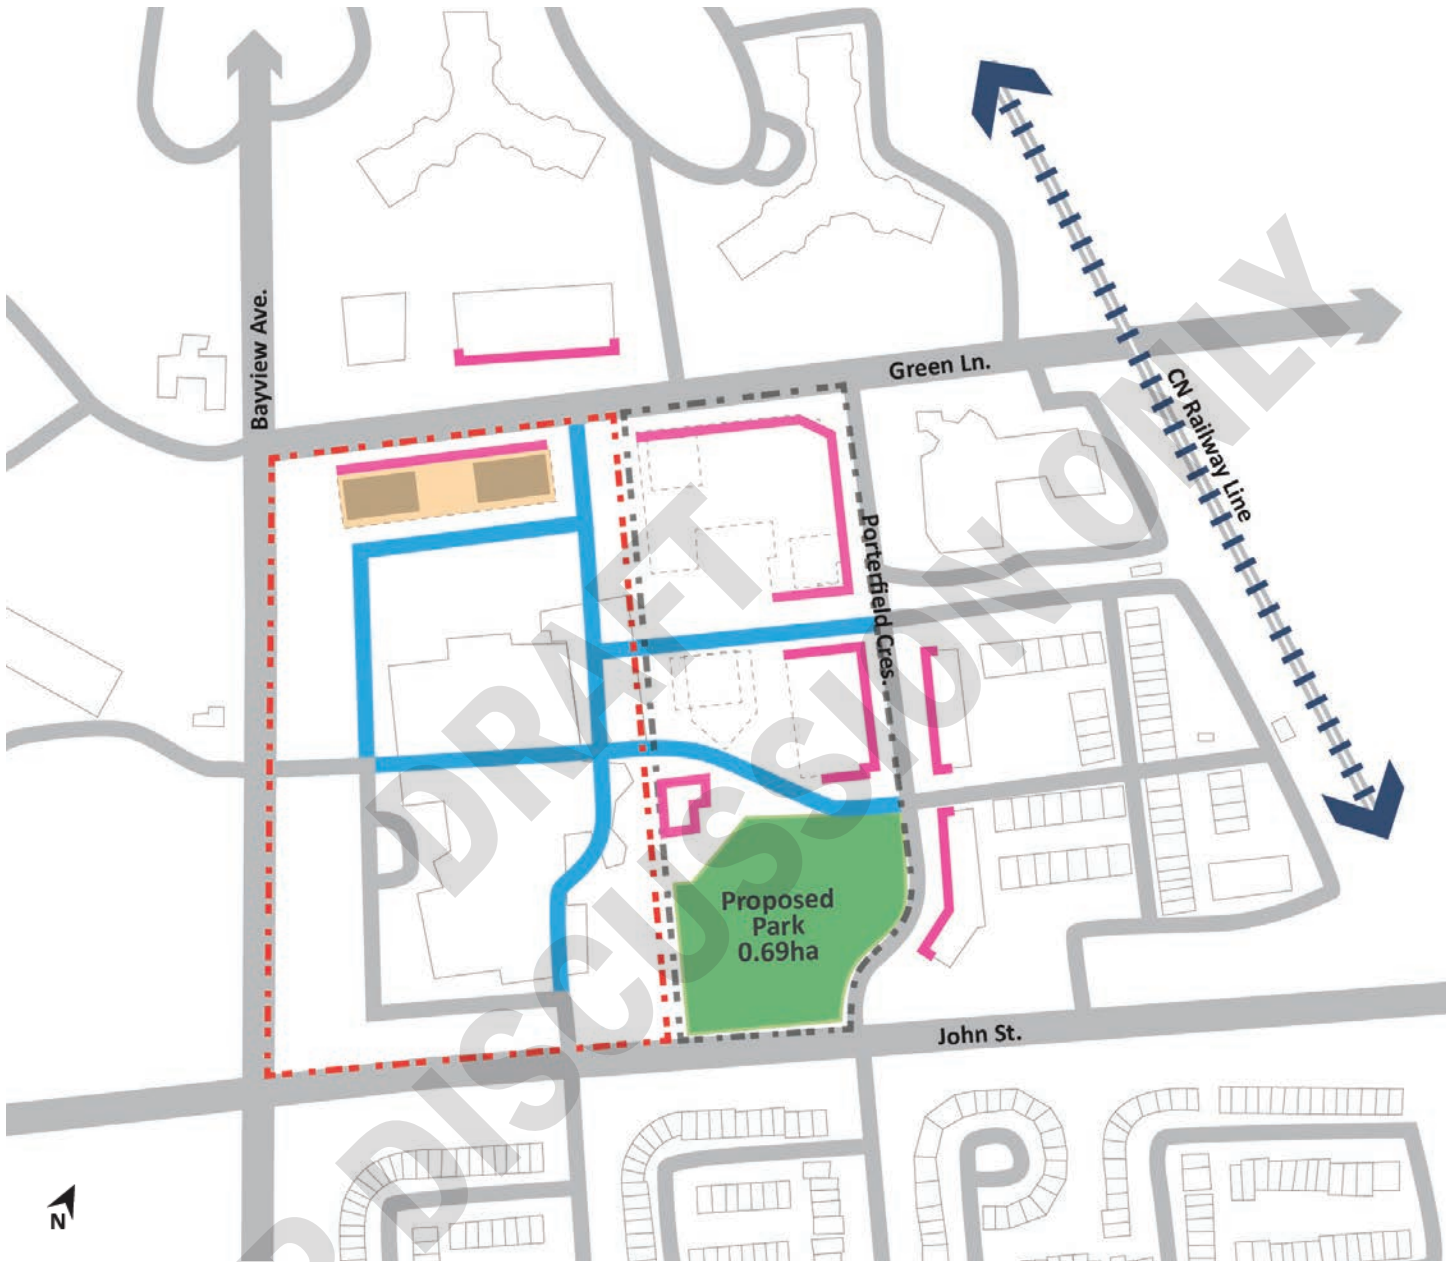 Bayview Ave.
Green Ln.
CN Railway Line
Porterfield Cres.
Proposed
Park
0.69ha
John St.
N
DRAFT
R DISCUSSION ONLY